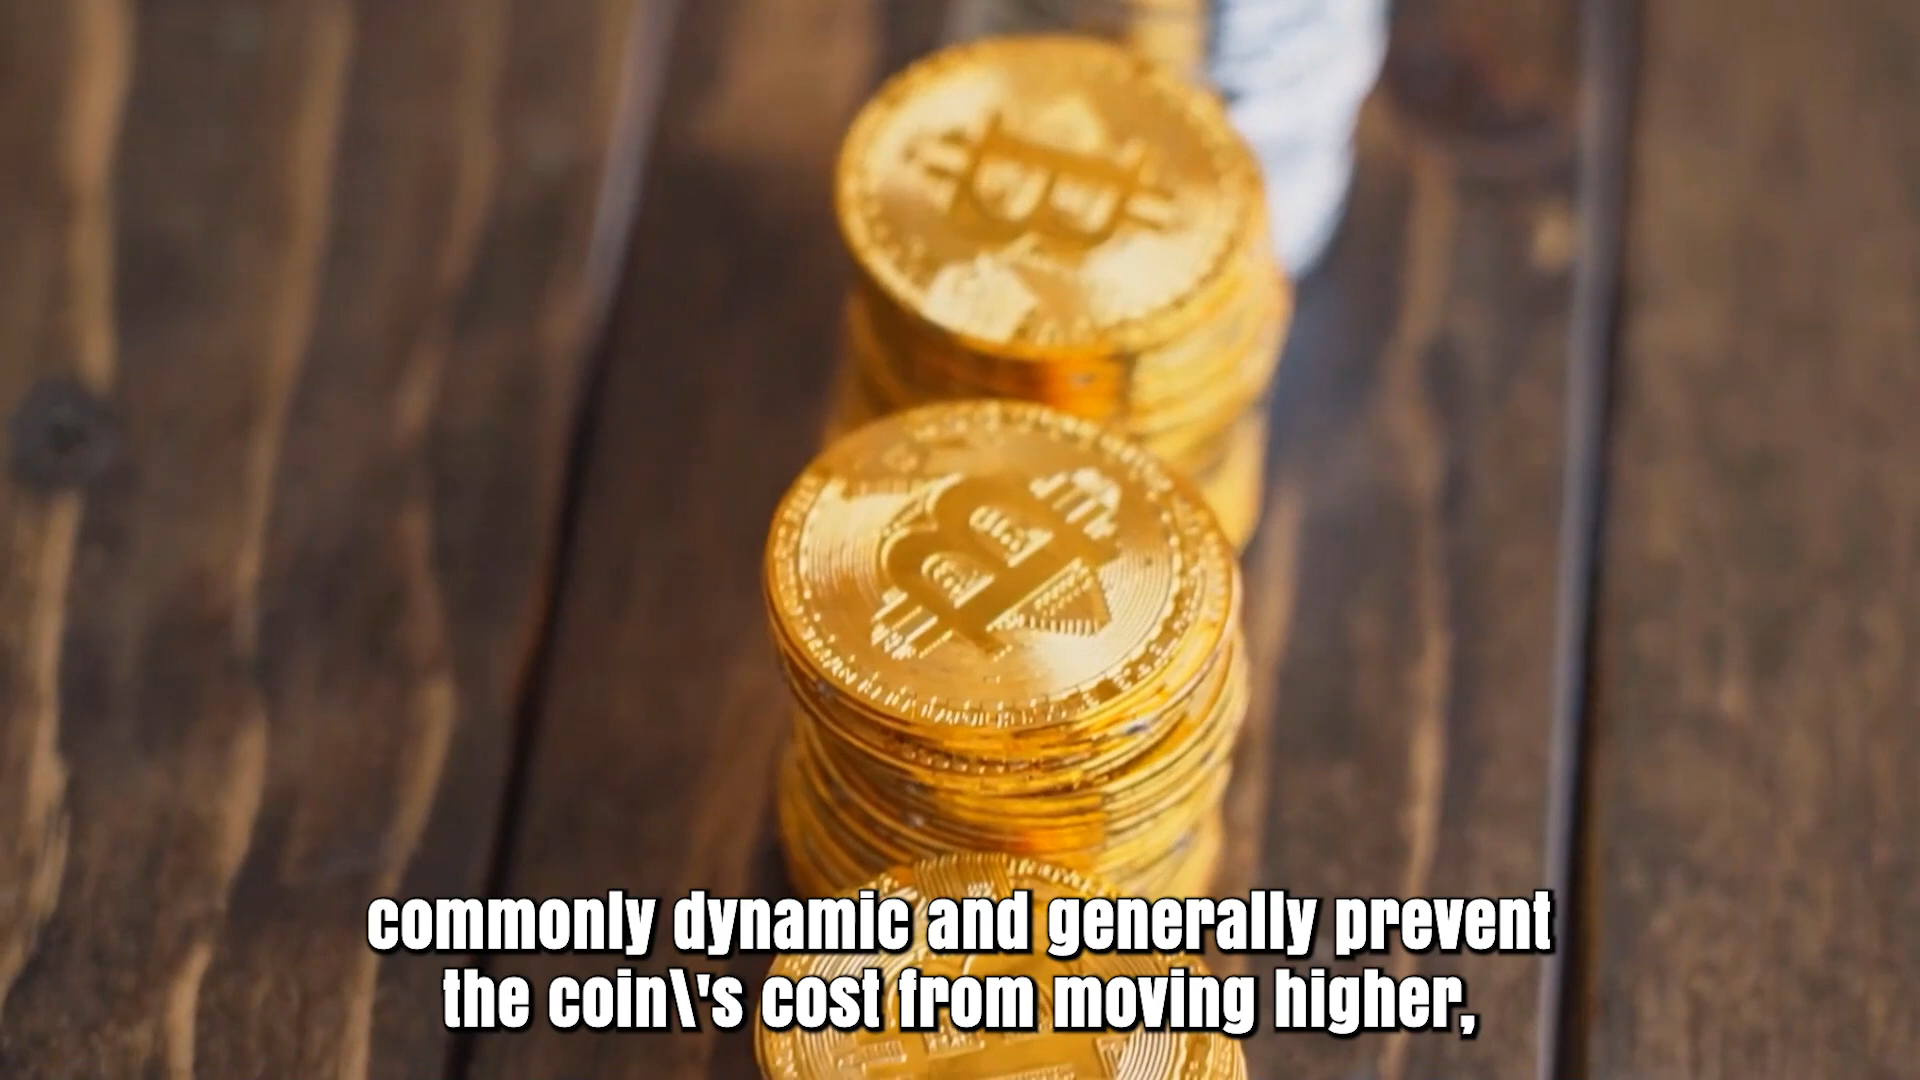 commonly dynamic and generally prevent
the coin\'s cost from moving higher,